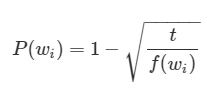 P(w_i) = 1 - \sqrt{\frac{t}{f(w_i)}}